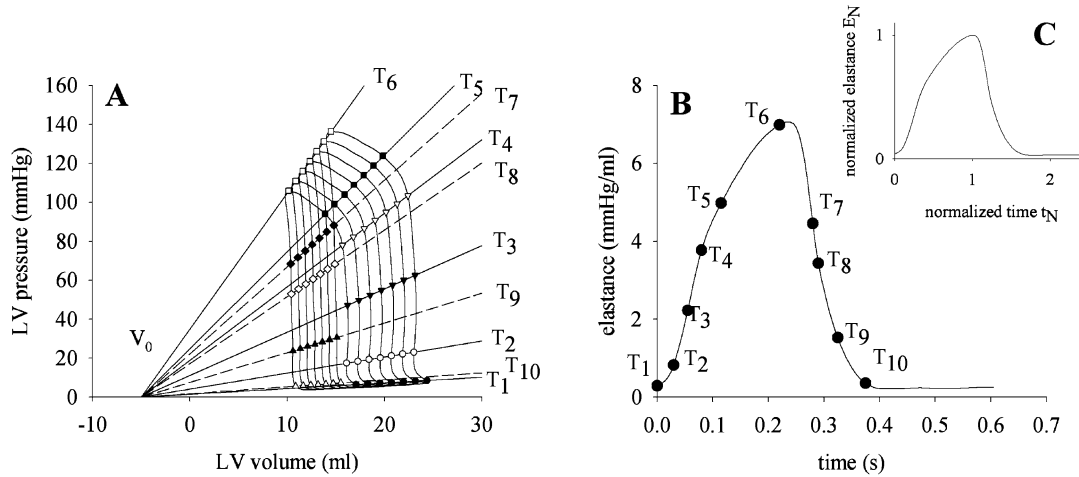 A
LV pressure (mmHg)
160
140
120
100
80
60
40
20
0
-10
0
10
20
30
LV volume (ml)
V0
T6
T5
T7
T4
T8
T3
T9
T2
T10
T1
B
elastance (mmHg/ml)
8
6
4
2
0
0.0
0.1
0.2
0.3
0.4
0.5
0.6
0.7
time (s)
T1
T2
T3
T4
T5
T6
T7
T8
T9
T10
C
normalized elastance EN
1
0
0
1
2
normalized time tN